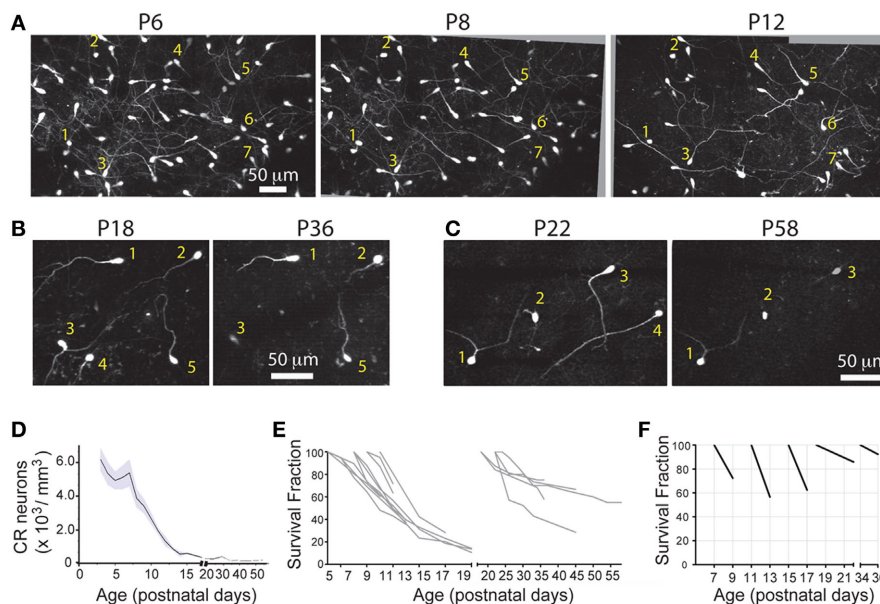 A
P6
P8
P12
2
4
5
1
3
6
7
50 μm
2
4
5
1
3
6
7
2
4
5
1
3
6
7
B
P18
P36
C
P22
P58
1
2
3
4
5
1
2
3
5
50 μm
1
2
3
4
1
2
3
50 μm
D
CR neurons
(x 10³/ mm³)
6.0
4.0
2.0
0
0 5 10 15 20 30 40 50
Age (postnatal days)
E
Survival Fraction
100
80
60
40
20
0
5 7 9 11 13 15 17 19 20 25 30 35 45 55
Age (postnatal days)
F
Survival Fraction
100
80
60
40
20
0
7 9 11 13 15 17 19 21 23 34 36
Age (postnatal days)